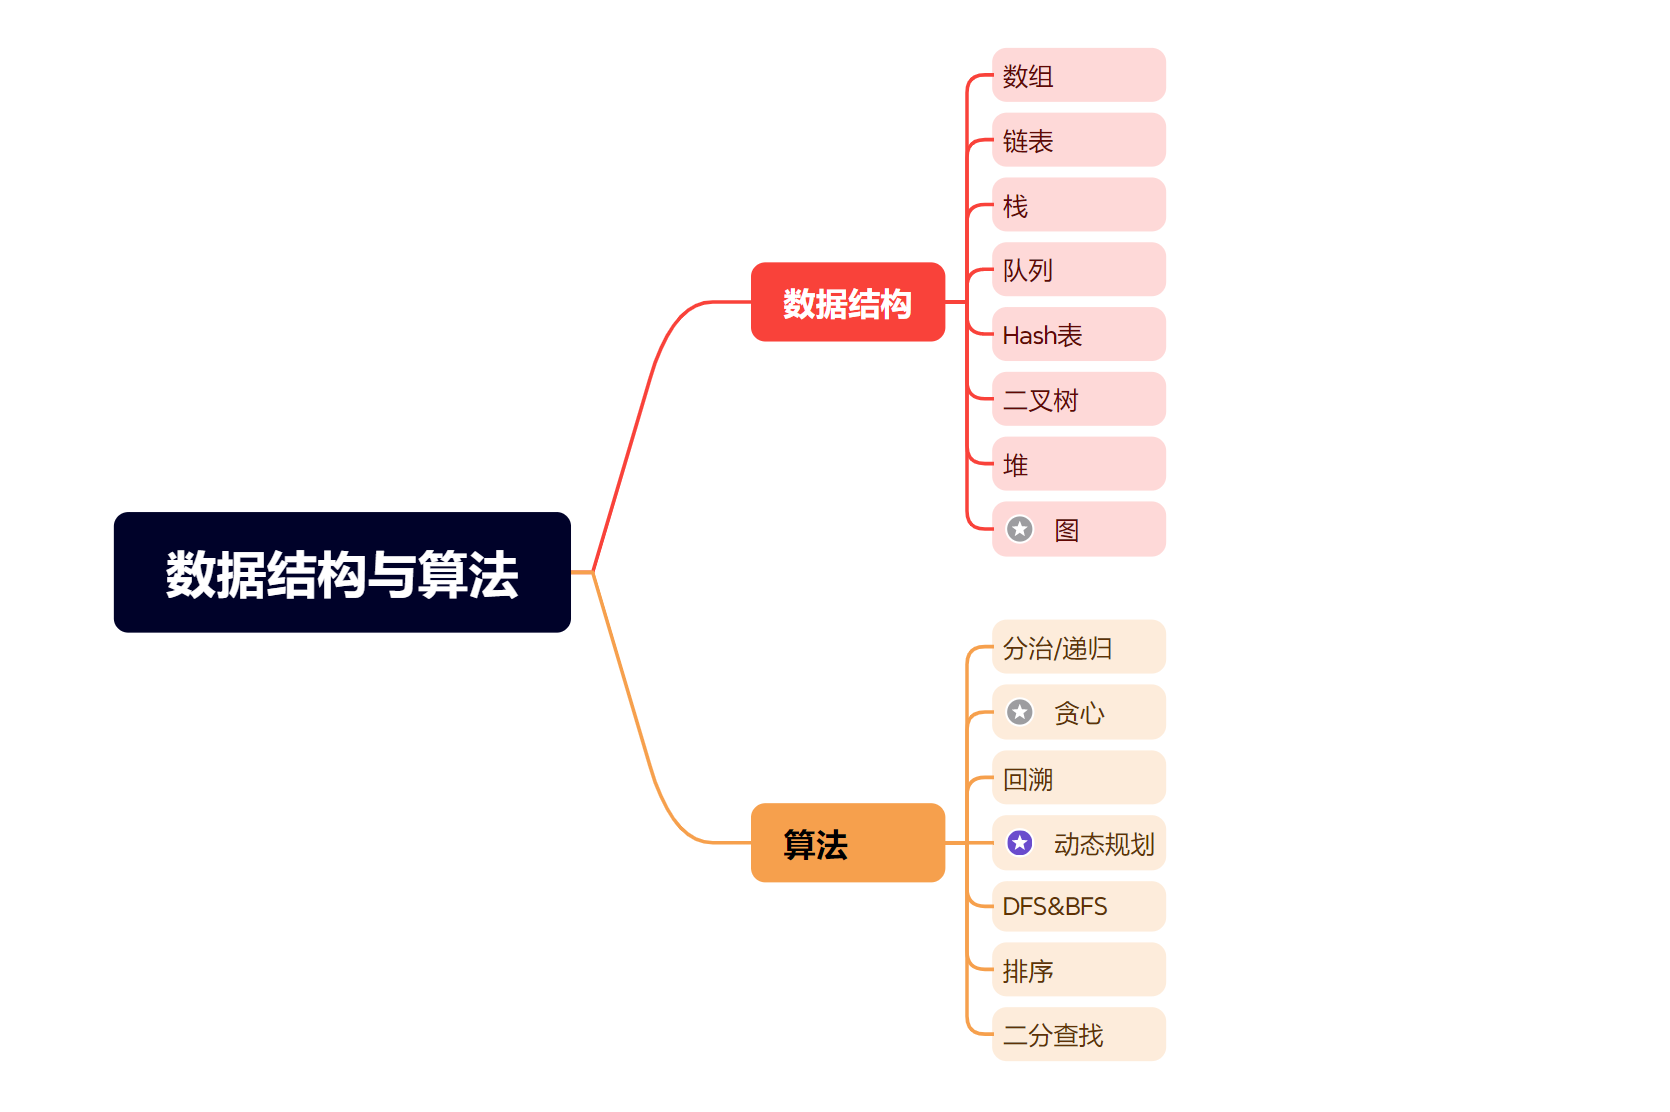 数据结构与算法
数据结构
数组
链表
栈
队列
Hash表
二叉树
堆
图
算法
分治/递归
贪心
回溯
动态规划
DFS&BFS
排序
二分查找